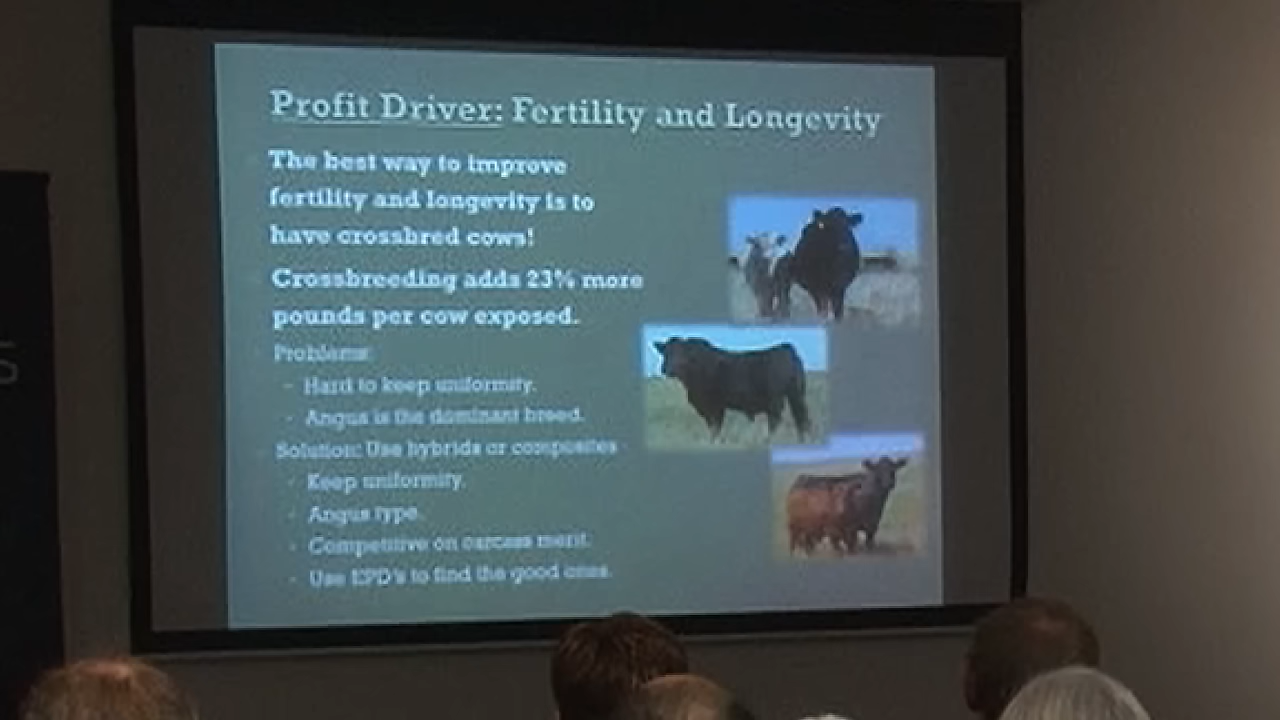 Profit Driver: Fertility and Longevity
The best way to improve
fertility and longevity is to
have crossbred cows!
Crossbreeding adds 23% more
pounds per cow exposed.
Problems:
- Hard to keep uniformity.
- Angus is the dominant breed.
Solution: Use hybrids or composites
- Keep uniformity.
- Angus type.
- Competitive on carcass merit.
- Use EPD's to find the good ones.
S